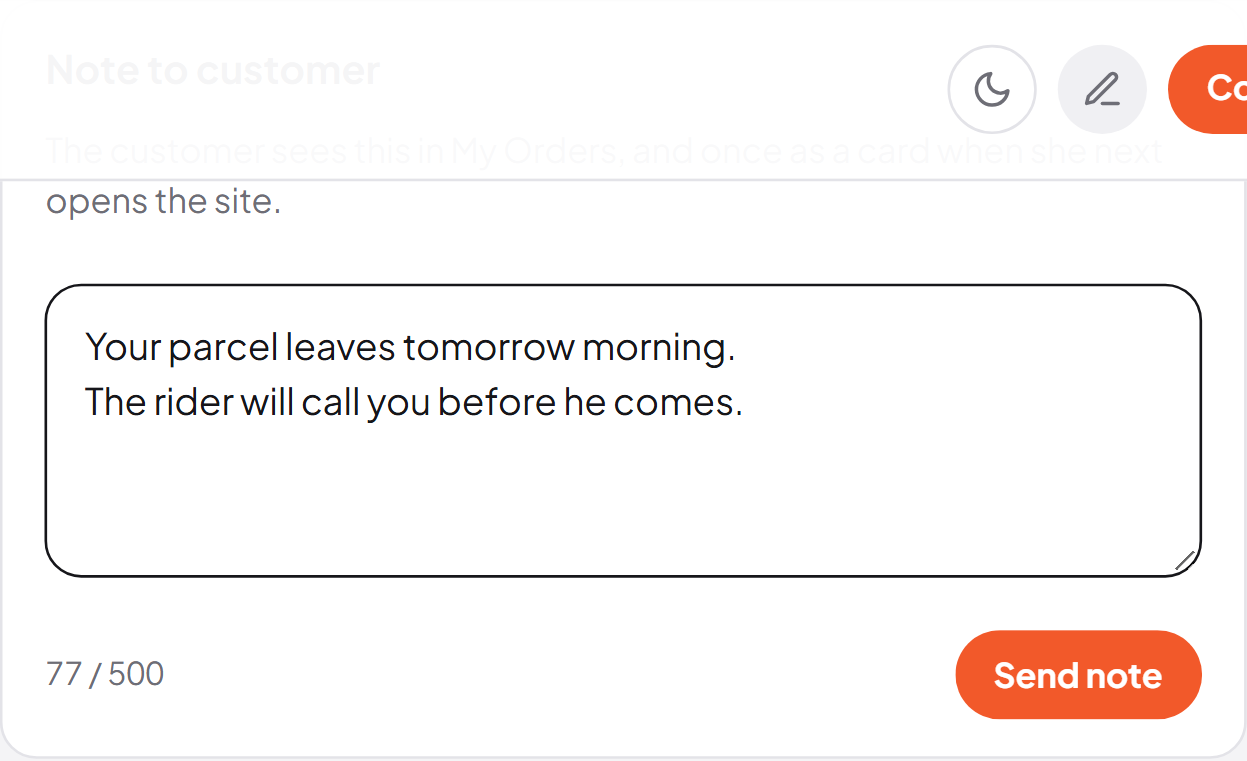 Note to customer
Co
The customer sees this in My Orders, and once as a card when she next
opens the site.
Your parcel leaves tomorrow morning.
The rider will call you before he comes.
77 / 500
Send note